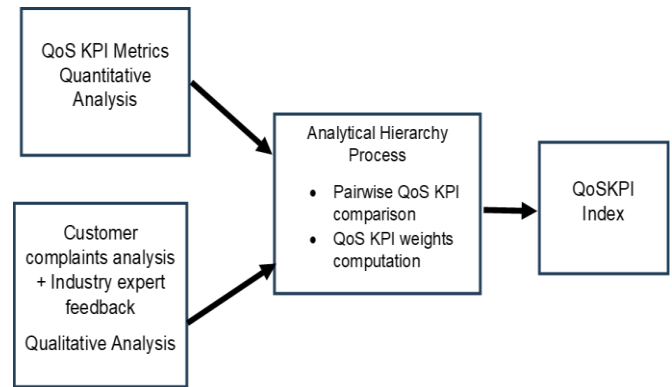 QoS KPI Metrics
Quantitative
Analysis
Customer
complaints analysis
+ Industry expert
feedback
Qualitative Analysis
Analytical Hierarchy
Process
• Pairwise QoS KPI
comparison
• QoS KPI weights
computation
QoSKPI
Index